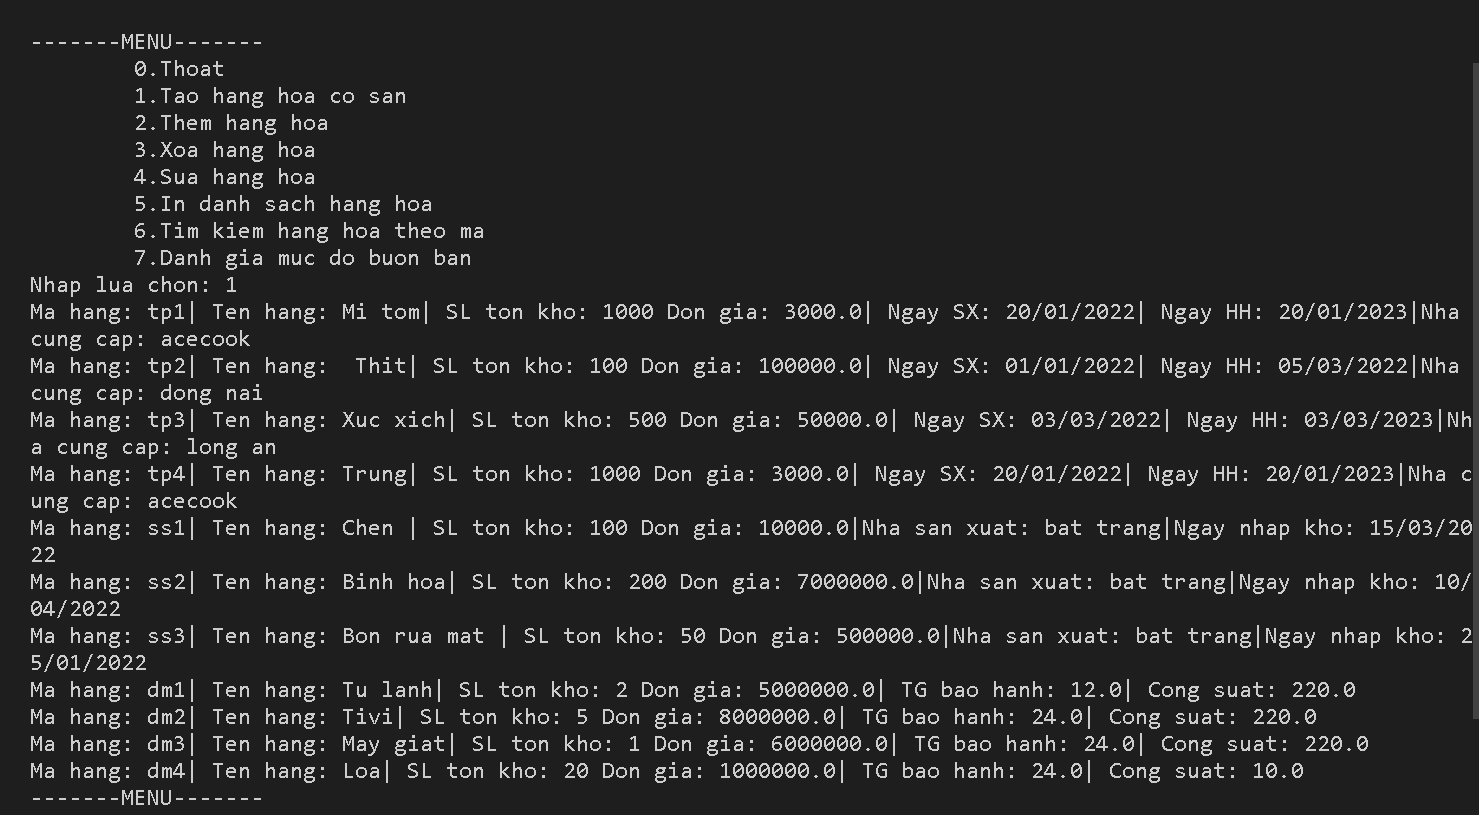 -------MENU-------
0.Thoat
1.Tao hang hoa co san
2.Them hang hoa
3.Xoa hang hoa
4.Sua hang hoa
5.In danh sach hang hoa
6.Tim kiem hang hoa theo ma
7.Danh gia muc do buon ban
Nhap lua chon: 1
Ma hang: tp1| Ten hang: Mi tom| SL ton kho: 1000 Don gia: 3000.0| Ngay SX: 20/01/2022| Ngay HH: 20/01/2023|Nha
cung cap: acecook
Ma hang: tp2| Ten hang:  Thit| SL ton kho: 100 Don gia: 100000.0| Ngay SX: 01/01/2022| Ngay HH: 05/03/2022|Nha
cung cap: dong nai
Ma hang: tp3| Ten hang: Xuc xich| SL ton kho: 500 Don gia: 50000.0| Ngay SX: 03/03/2022| Ngay HH: 03/03/2023|Nh
a cung cap: long an
Ma hang: tp4| Ten hang: Trung| SL ton kho: 1000 Don gia: 3000.0| Ngay SX: 20/01/2022| Ngay HH: 20/01/2023|Nha c
ung cap: acecook
Ma hang: ss1| Ten hang: Chen | SL ton kho: 100 Don gia: 10000.0|Nha san xuat: bat trang|Ngay nhap kho: 15/03/20
22
Ma hang: ss2| Ten hang: Binh hoa| SL ton kho: 200 Don gia: 7000000.0|Nha san xuat: bat trang|Ngay nhap kho: 10/
04/2022
Ma hang: ss3| Ten hang: Bon rua mat | SL ton kho: 50 Don gia: 500000.0|Nha san xuat: bat trang|Ngay nhap kho: 2
5/01/2022
Ma hang: dm1| Ten hang: Tu lanh| SL ton kho: 2 Don gia: 5000000.0| TG bao hanh: 12.0| Cong suat: 220.0
Ma hang: dm2| Ten hang: Tivi| SL ton kho: 5 Don gia: 8000000.0| TG bao hanh: 24.0| Cong suat: 220.0
Ma hang: dm3| Ten hang: May giat| SL ton kho: 1 Don gia: 6000000.0| TG bao hanh: 24.0| Cong suat: 220.0
Ma hang: dm4| Ten hang: Loa| SL ton kho: 20 Don gia: 1000000.0| TG bao hanh: 24.0| Cong suat: 10.0
-------MENU-------